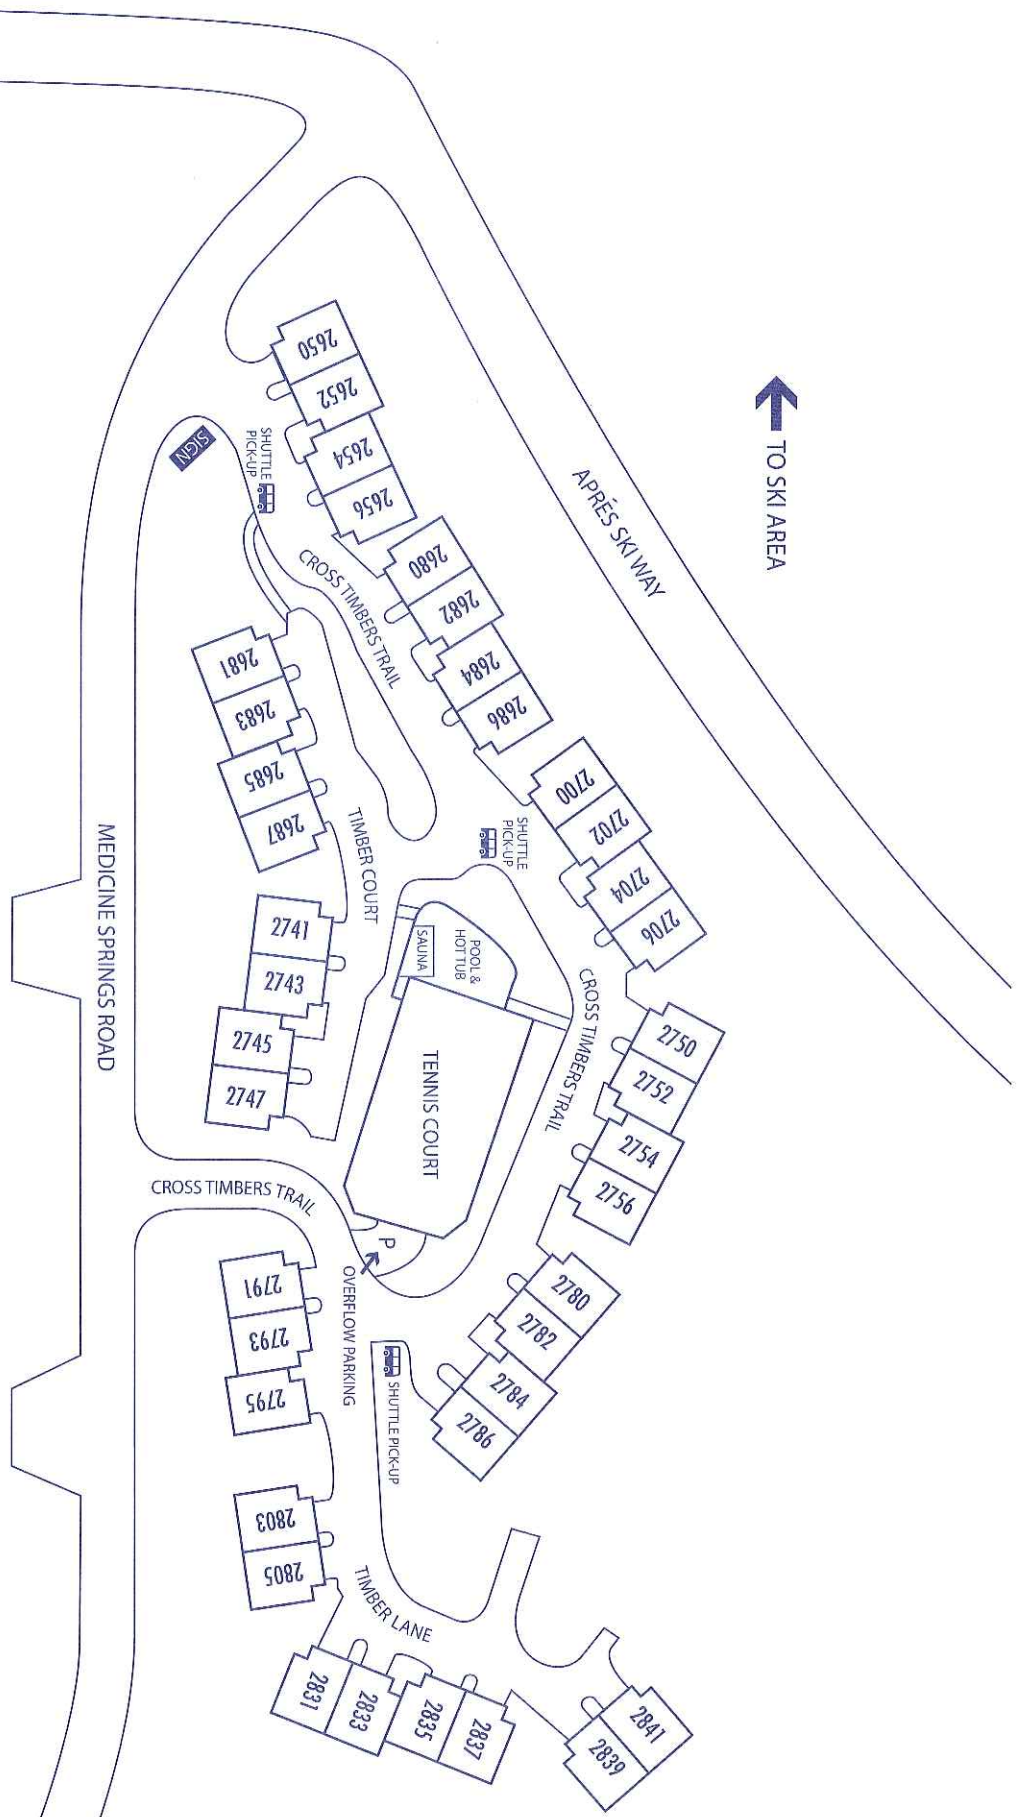 TO SKI AREA
APRÉS SKI WAY
2650
2652
2654
2656
SIGN
SHUTTLE
PICK-UP
CROSS TIMBERS TRAIL
2680
2682
2684
2686
2681
2683
2685
2687
TIMBER COURT
SHUTTLE
PICK-UP
2700
2702
2704
2706
MEDICINE SPRINGS ROAD
2741
2743
2745
2747
SAUNA
POOL &
HOT TUB
TENNIS COURT
CROSS TIMBERS TRAIL
2750
2752
2754
2756
CROSS TIMBERS TRAIL
P
OVERFLOW PARKING
2780
2782
2784
2786
2791
2793
2795
SHUTTLE PICK-UP
2803
2805
TIMBER LANE
2831
2833
2835
2837
2841
2839